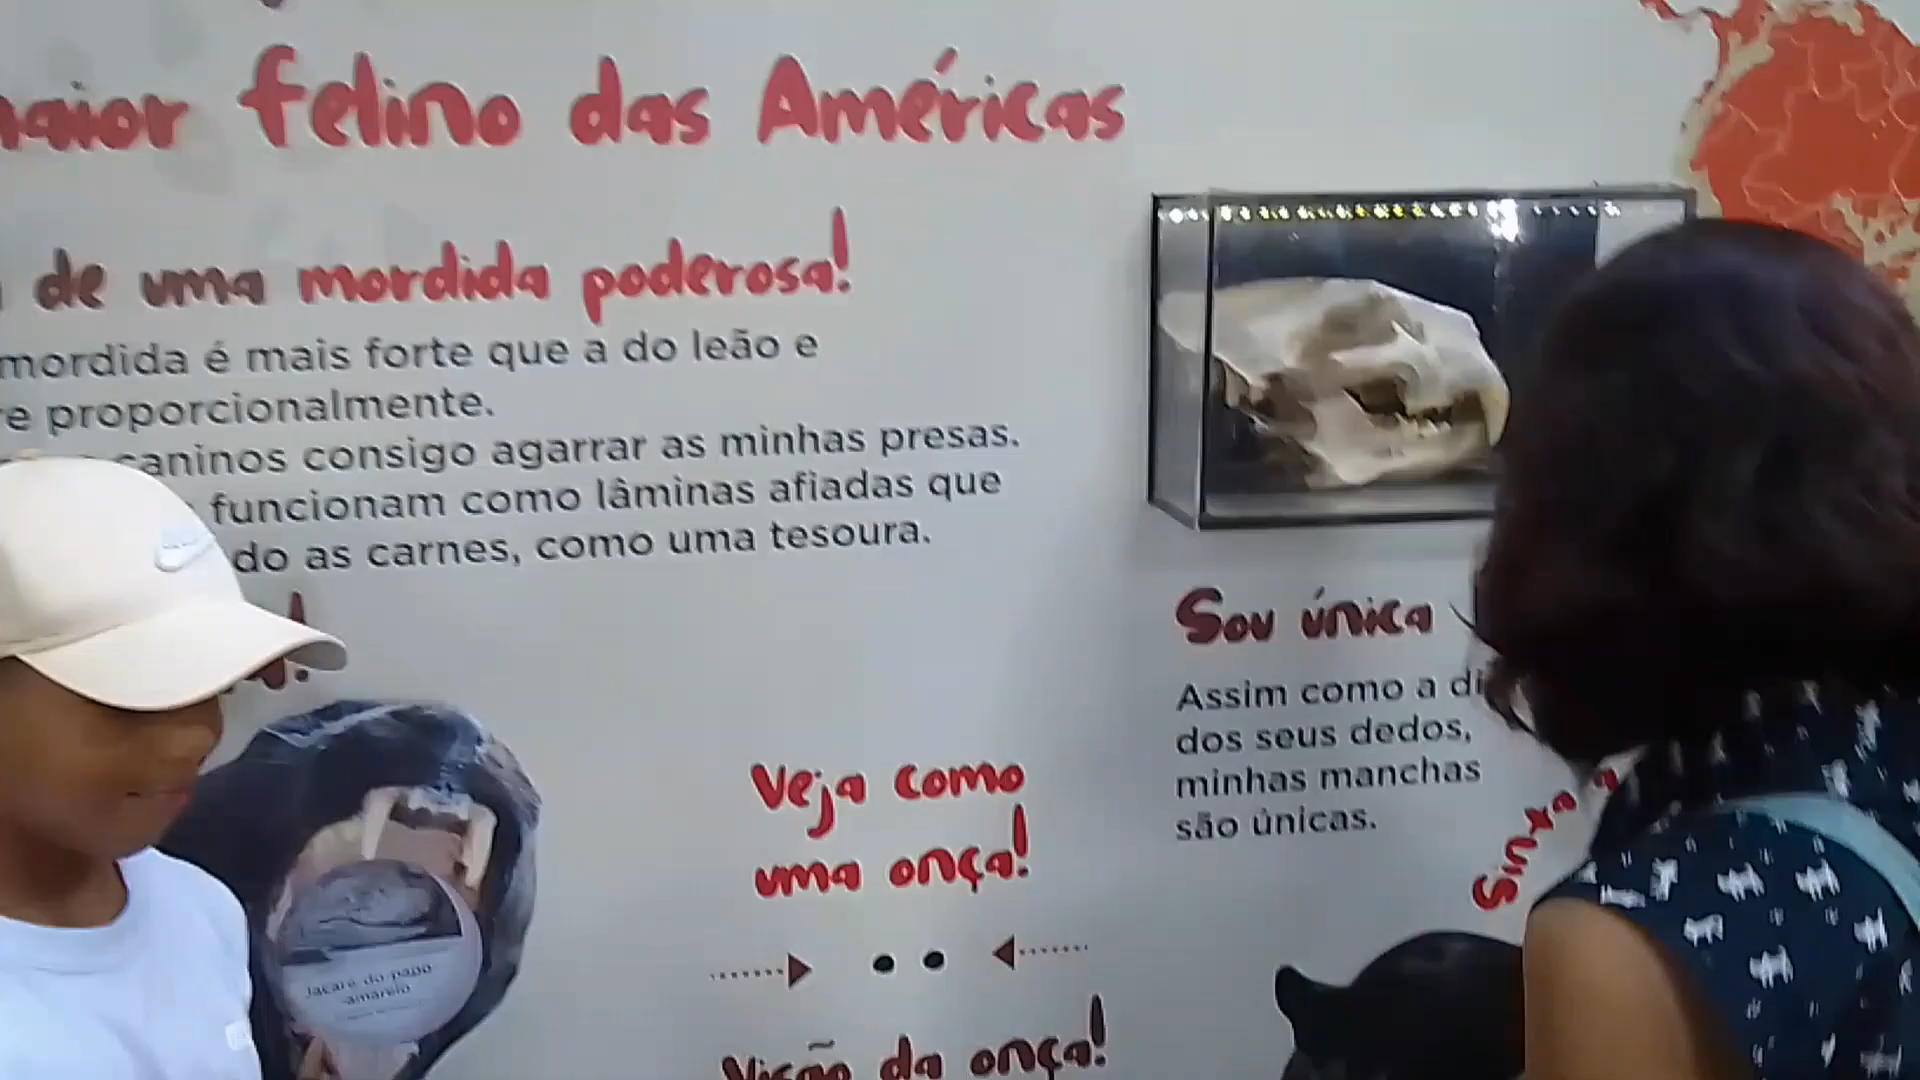 maior felino das Américas
de uma mordida poderosa!
mordida é mais forte que a do leão e
proporcionalmente.
caninos consigo agarrar as minhas presas.
funcionam como lâminas afiadas que
do as carnes, como uma tesoura.
Sou única
Assim como a di
dos seus dedos,
minhas manchas
são únicas.
Veja como
uma onça!
Sinta a
Jacaré-do-papo
-amarelo
Visão da onça!